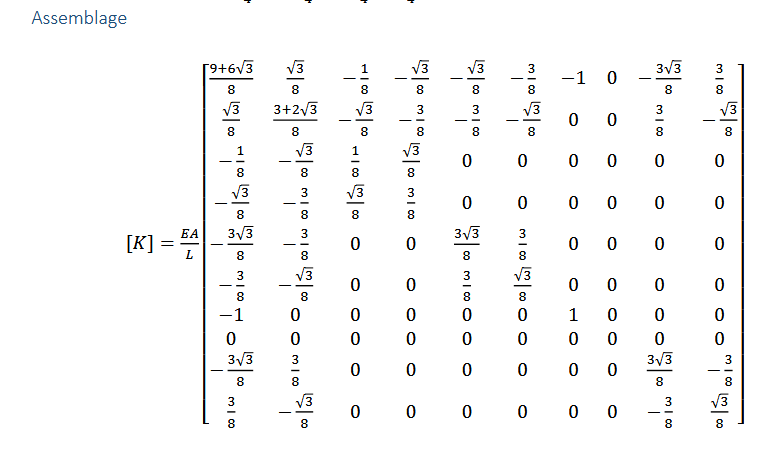 Assemblage
⎡ (9+6√3)/8 √3/8 −1/8 −√3/8 −√3/8 −3/8 −1 0 −3√3/8 3/8 ⎤
√3/8 (3+2√3)/8 −√3/8 −3/8 −3/8 −√3/8 0 0 3/8 −√3/8
−1/8 −√3/8 1/8 √3/8 0 0 0 0 0 0
−√3/8 −3/8 √3/8 3/8 0 0 0 0 0 0
[K] = EA/L −3√3/8 −3/8 0 0 3√3/8 3/8 0 0 0 0
−3/8 −√3/8 0 0 3/8 √3/8 0 0 0 0
−1 0 0 0 0 0 1 0 0 0
0 0 0 0 0 0 0 0 0 0
−3√3/8 3/8 0 0 0 0 0 0 3√3/8 −3/8
⎣ 3/8 −√3/8 0 0 0 0 0 0 −3/8 √3/8 ⎦